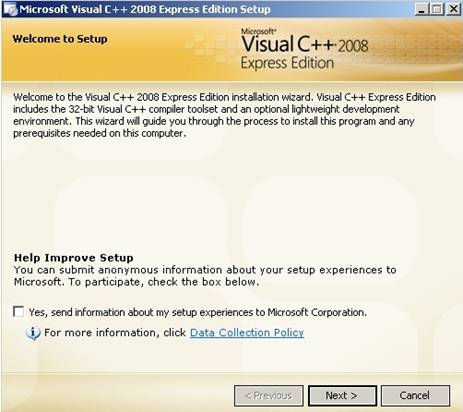 Microsoft Visual C++ 2008 Express Edition Setup
Welcome to Setup
Microsoft®
Visual C++ 2008
Express Edition
Welcome to the Visual C++ 2008 Express Edition installation wizard. Visual C++ Express Edition
includes the 32-bit Visual C++ compiler toolset and an optional lightweight development
environment. This wizard will guide you through the process to install this program and any
prerequisites needed on this computer.
Help Improve Setup
You can submit anonymous information about your setup experiences to
Microsoft. To participate, check the box below.
Yes, send information about my setup experiences to Microsoft Corporation.
For more information, click Data Collection Policy
< Previous Next > Cancel